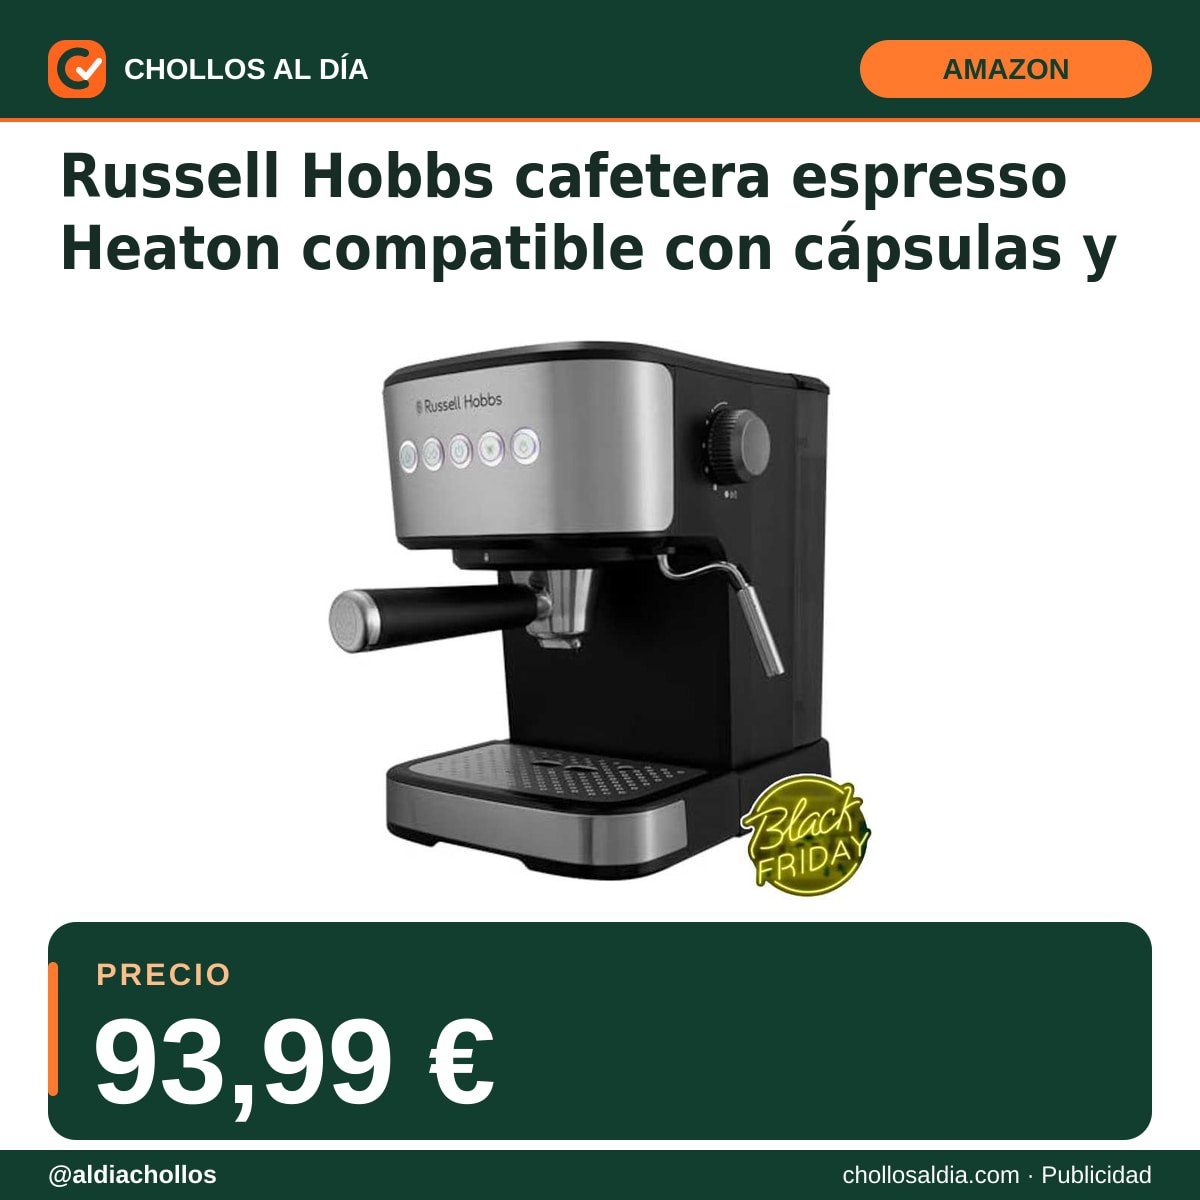 CHOLLOS AL DÍA
AMAZON
Russell Hobbs cafetera espresso
Heaton compatible con cápsulas y
Russell Hobbs
Black
FRIDAY
PRECIO
93,99 €
@aldiachollos
chollosaldia.com · Publicidad